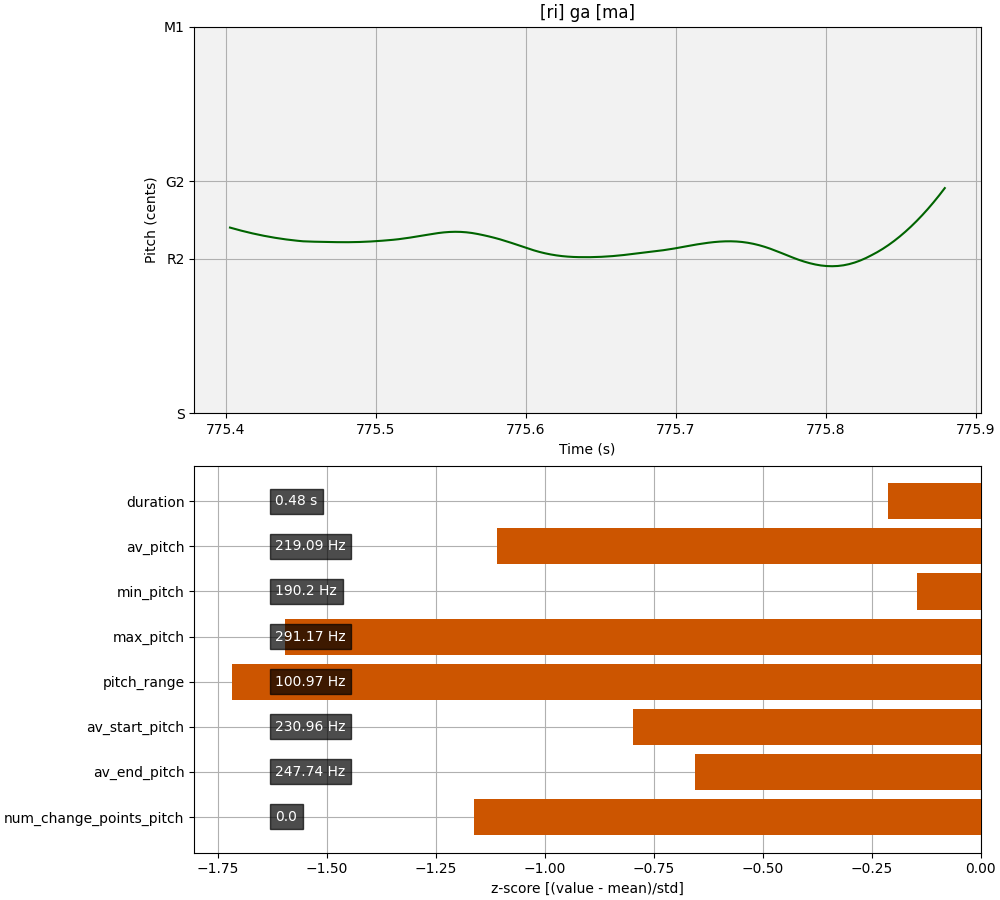 [ri] ga [ma]
M1
G2
R2
S
Pitch (cents)
775.4 775.5 775.6 775.7 775.8 775.9
Time (s)
duration 0.48 s
av_pitch 219.09 Hz
min_pitch 190.2 Hz
max_pitch 291.17 Hz
pitch_range 100.97 Hz
av_start_pitch 230.96 Hz
av_end_pitch 247.74 Hz
num_change_points_pitch 0.0
−1.75 −1.50 −1.25 −1.00 −0.75 −0.50 −0.25 0.00
z-score [(value - mean)/std]